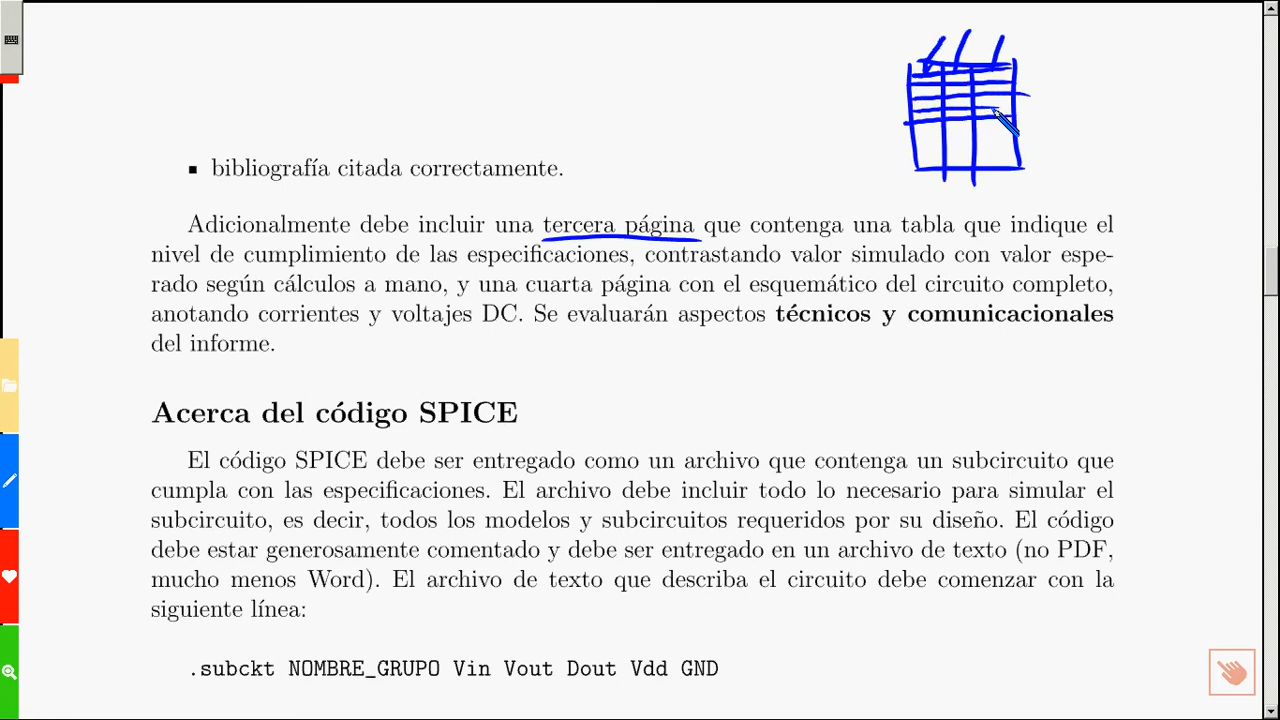 ▪ bibliografía citada correctamente.
Adicionalmente debe incluir una tercera página que contenga una tabla que indique el
nivel de cumplimiento de las especificaciones, contrastando valor simulado con valor espe-
rado según cálculos a mano, y una cuarta página con el esquemático del circuito completo,
anotando corrientes y voltajes DC. Se evaluarán aspectos técnicos y comunicacionales
del informe.
Acerca del código SPICE
El código SPICE debe ser entregado como un archivo que contenga un subcircuito que
cumpla con las especificaciones. El archivo debe incluir todo lo necesario para simular el
subcircuito, es decir, todos los modelos y subcircuitos requeridos por su diseño. El código
debe estar generosamente comentado y debe ser entregado en un archivo de texto (no PDF,
mucho menos Word). El archivo de texto que describa el circuito debe comenzar con la
siguiente línea:
.subckt NOMBRE_GRUPO Vin Vout Dout Vdd GND